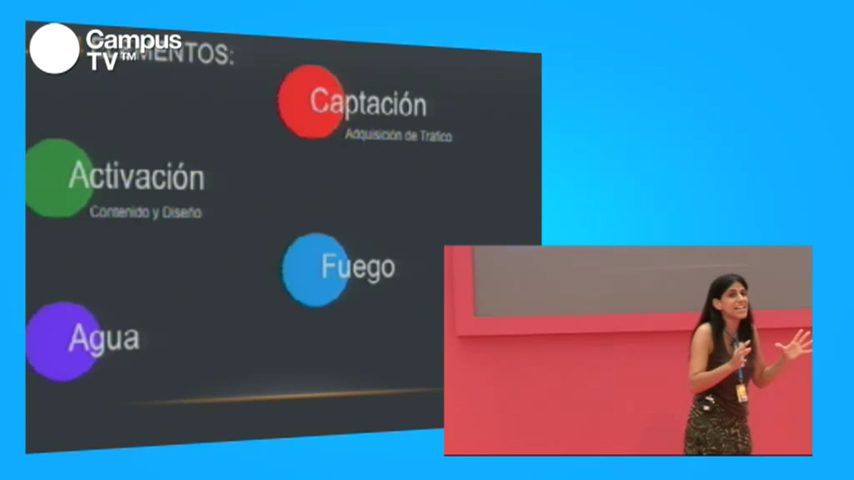 Campus
TV™
MENTOS:
Captación
Adquisición de Tráfico
Activación
Contenido y Diseño
Fuego
Agua